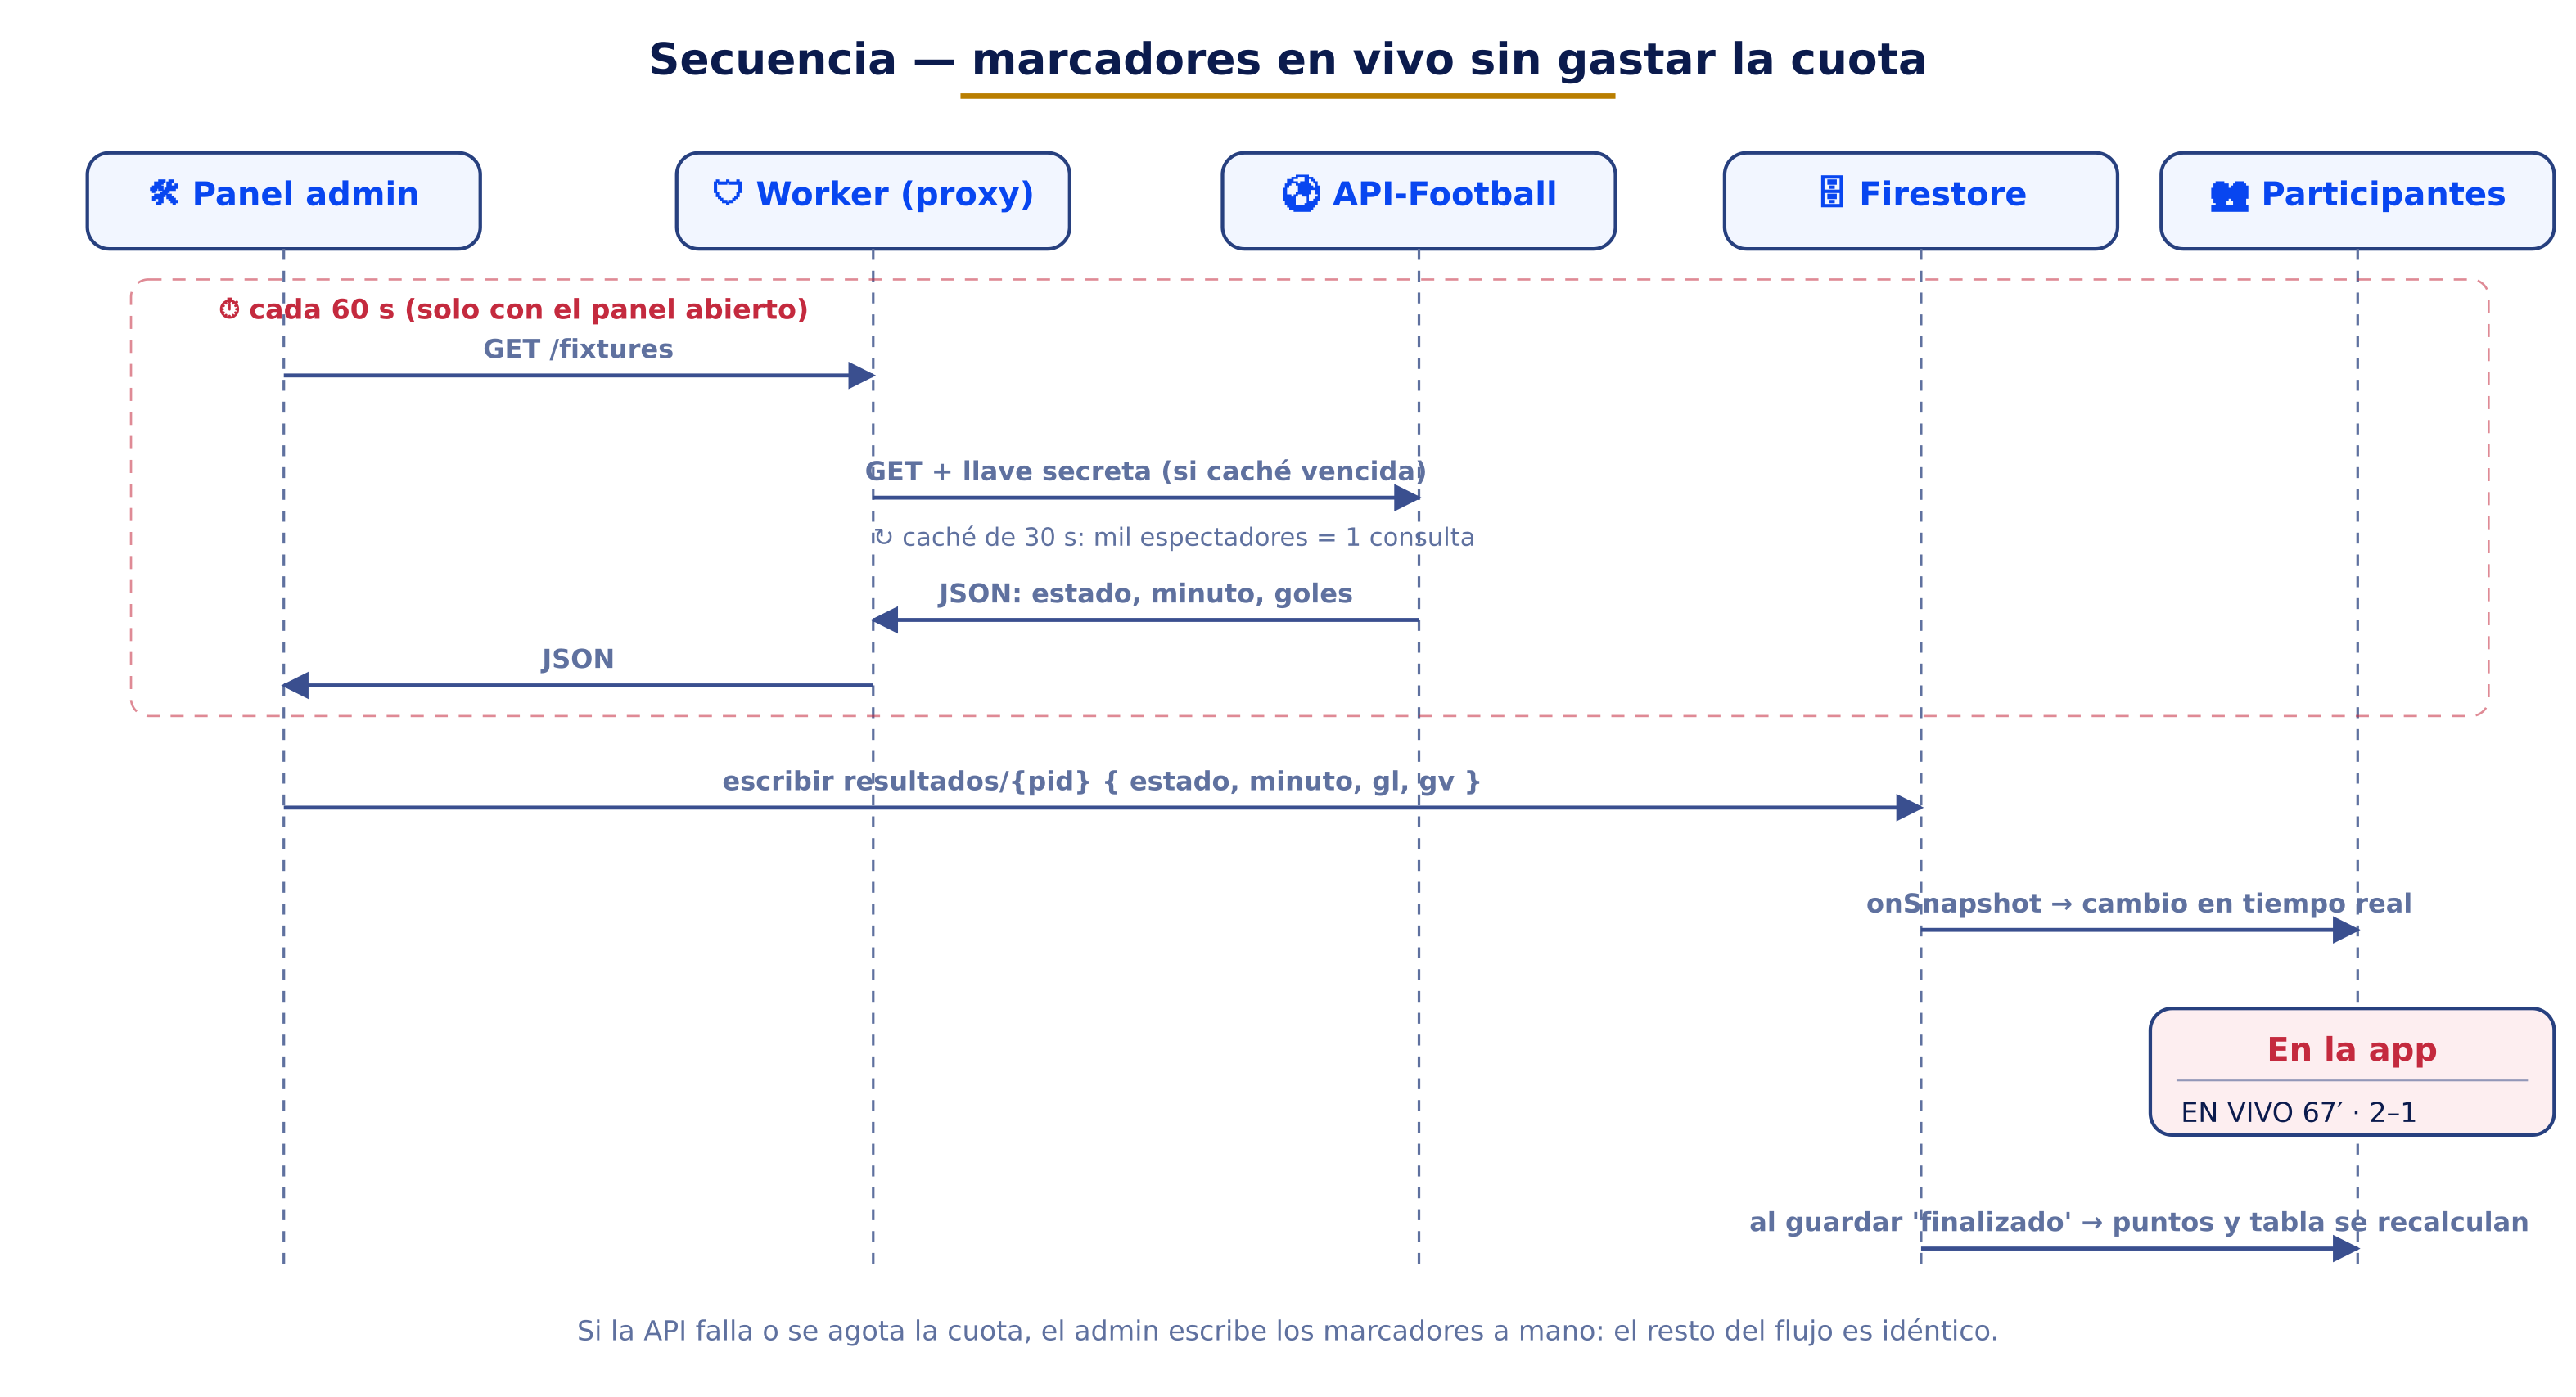 Secuencia — marcadores en vivo sin gastar la cuota
🛠 Panel admin
🛡 Worker (proxy)
⚽ API-Football
🗄 Firestore
👥 Participantes
⏱ cada 60 s (solo con el panel abierto)
GET /fixtures
GET + llave secreta (si caché vencida)
↻ caché de 30 s: mil espectadores = 1 consulta
JSON: estado, minuto, goles
JSON
escribir resultados/{pid} { estado, minuto, gl, gv }
onSnapshot → cambio en tiempo real
En la app
EN VIVO 67′ · 2–1
al guardar 'finalizado' → puntos y tabla se recalculan
Si la API falla o se agota la cuota, el admin escribe los marcadores a mano: el resto del flujo es idéntico.